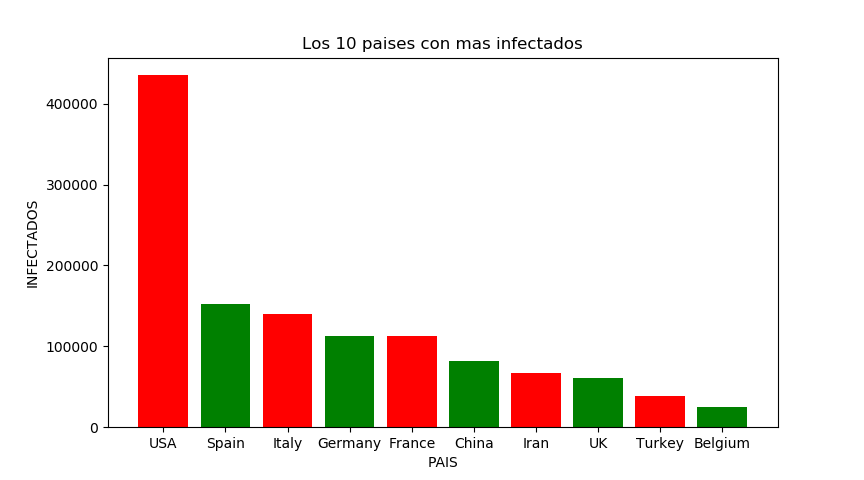 Los 10 paises con mas infectados
INFECTADOS
400000
300000
200000
100000
0
USA Spain Italy Germany France China Iran UK Turkey Belgium
PAIS